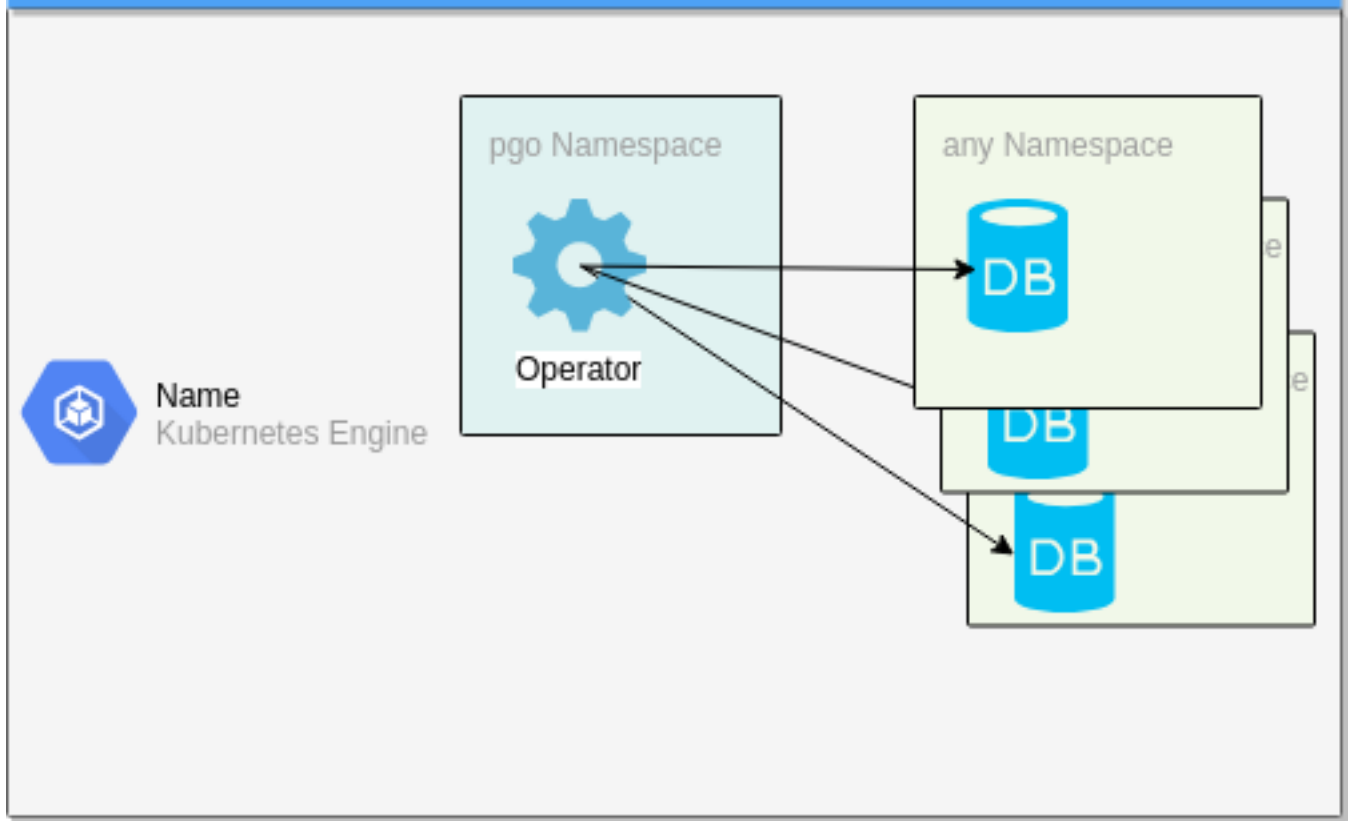 pgo Namespace
any Namespace
e
DB
Operator
e
Name
DB
Kubernetes Engine
DB